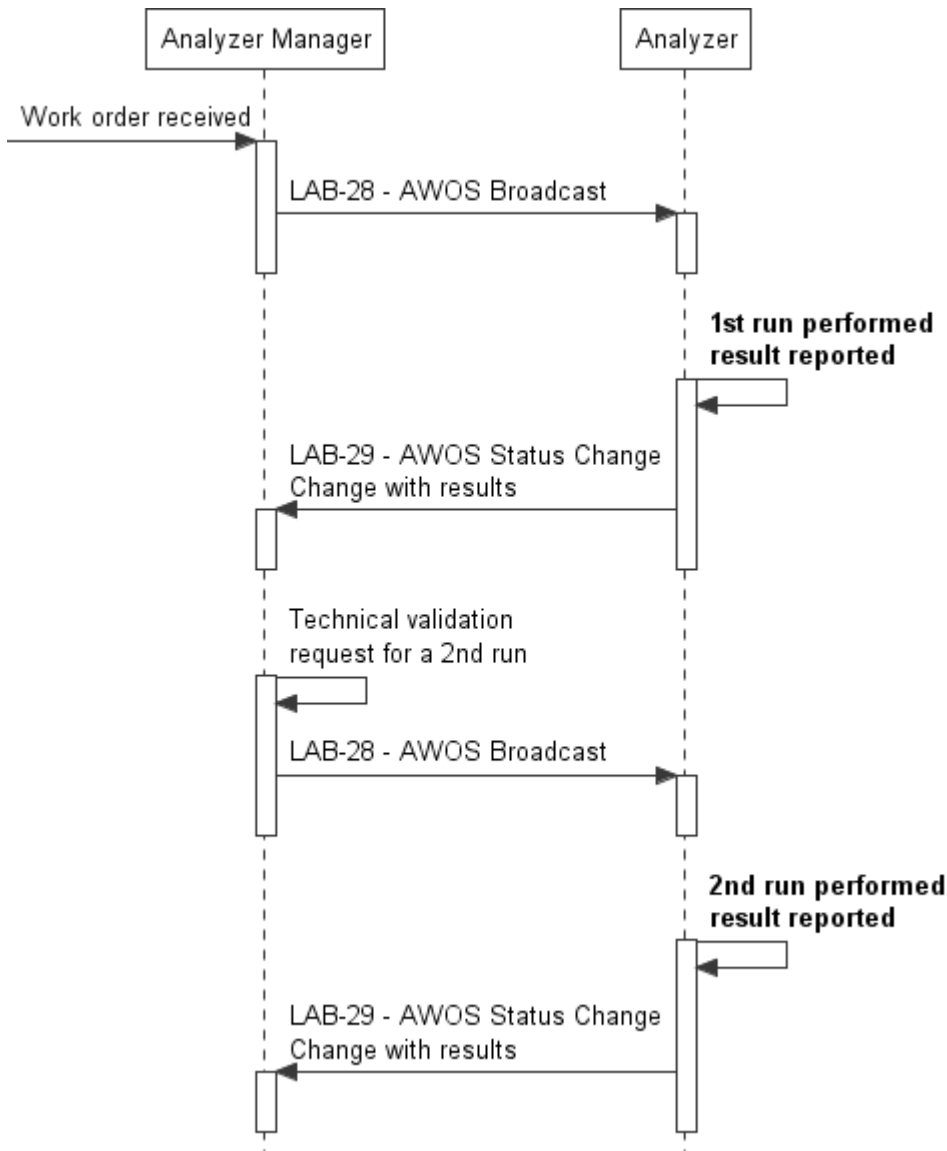 Analyzer Manager
Analyzer
Work order received
LAB-28 - AWOS Broadcast
1st run performed
result reported
LAB-29 - AWOS Status Change
Change with results
Technical validation
request for a 2nd run
LAB-28 - AWOS Broadcast
2nd run performed
result reported
LAB-29 - AWOS Status Change
Change with results